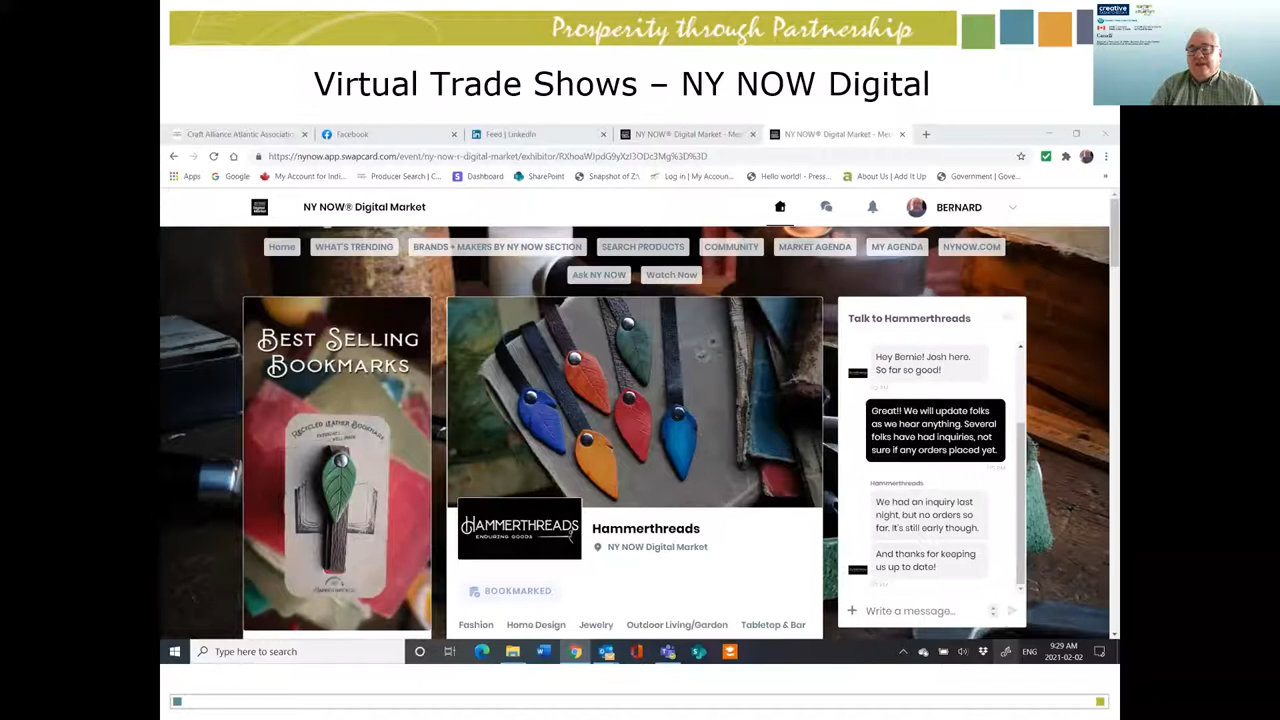 Prosperity through Partnership
creative
Canada
Virtual Trade Shows – NY NOW Digital
Craft Alliance Atlantic Associati
Facebook
Feed | LinkedIn
NY NOW® Digital Market - Me
NY NOW® Digital Market - Me
https://nynow.app.swapcard.com/event/ny-now-r-digital-market/exhibitor/
Apps
Google
My Account for Indi...
Producer Search | C...
Dashboard
SharePoint
Snapshot of Z:\
Log in | My Accoun...
Hello world! - Press...
About Us | Add It Up
Government | Gove...
NY NOW® Digital Market
BERNARD
Home
WHAT'S TRENDING
BRANDS + MAKERS BY NY NOW SECTION
SEARCH PRODUCTS
COMMUNITY
MARKET AGENDA
MY AGENDA
NYNOW.COM
Ask NY NOW
Watch Now
BEST SELLING
BOOKMARKS
RECYCLED LEATHER BOOKMARK
HAMMERTHREADS
ENDURING GOODS
Hammerthreads
NY NOW Digital Market
BOOKMARKED
Fashion
Home Design
Jewelry
Outdoor Living/Garden
Tabletop & Bar
Talk to Hammerthreads
Hey Bernie! Josh here.
So far so good!
Great!! We will update folks
as we hear anything. Several
folks have had inquiries, not
sure if any orders placed yet.
Hammerthreads
We had an inquiry last
night, but no orders so
far. It's still early though.
And thanks for keeping
us up to date!
Write a message...
Type here to search
ENG
9:29 AM
2021-02-02